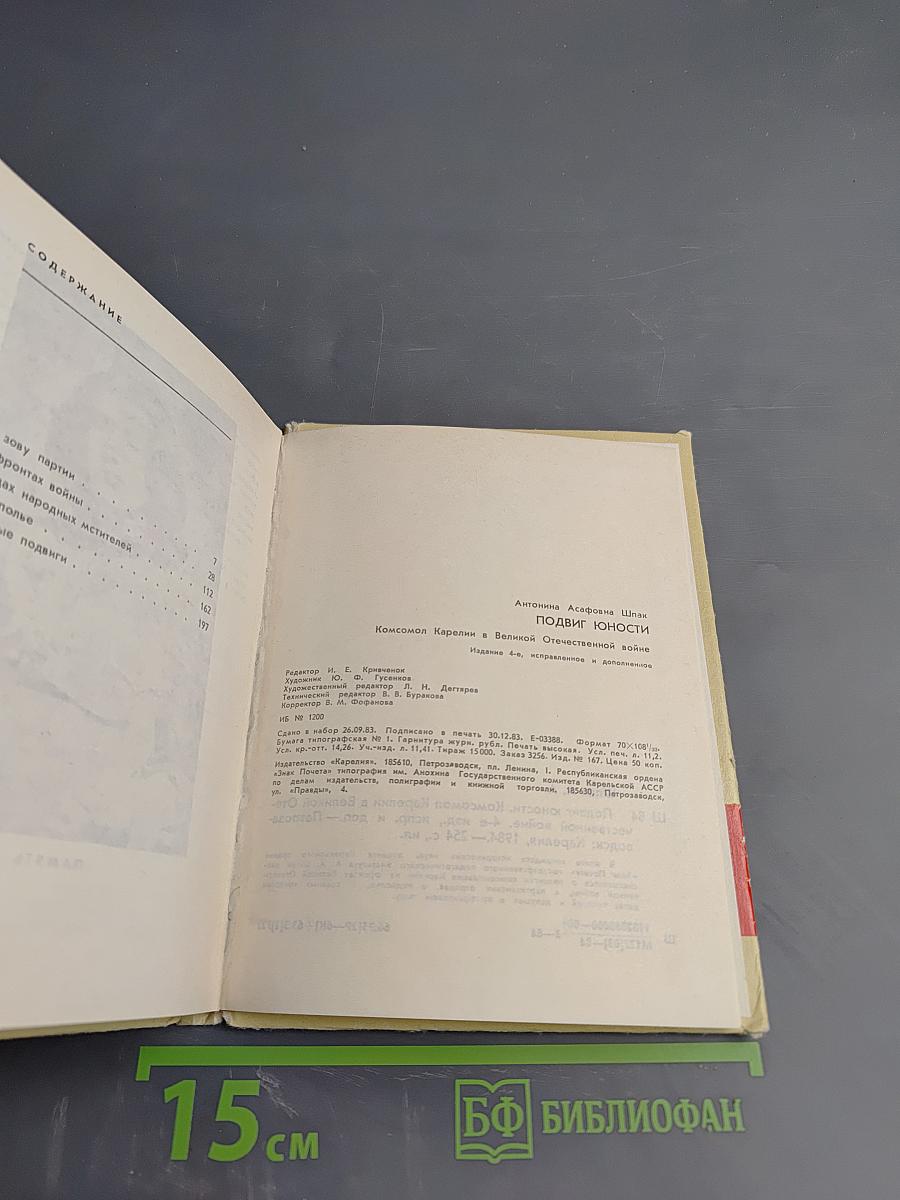 СОДЕРЖАНИЕ
зову партии . . . . . . . . 7
фронтах войны . . . . . . . . 28
народных мстителей . . . . . . 112
. . . . . . . . 162
подвиги . . . . . . . . 197
ПАМЯТЬ
Антонина Асафовна Шпак
ПОДВИГ ЮНОСТИ
Комсомол Карелии в Великой Отечественной войне
Издание 4-е, исправленное и дополненное
Редактор И. Е. Кривченок
Художник Ю. Ф. Гусенков
Художественный редактор Л. Н. Дегтярев
Технический редактор В. В. Буракова
Корректор В. М. Фофанова
ИБ № 1200
Сдано в набор 26.09.83. Подписано в печать 30.12.83. Е-03388. Формат 70×108¹/₃₂.
Бумага типографская № 1. Гарнитура журн. рубл. Печать высокая. Усл. печ. л. 11,2.
Усл. кр.-отт. 14,26. Уч.-изд. л. 11,41. Тираж 15000. Заказ 3256. Изд. № 167. Цена 50 коп.
Издательство «Карелия». 185610, Петрозаводск, пл. Ленина, 1. Республиканская ордена
«Знак Почета» типография им. Анохина Государственного комитета Карельской АССР
по делам издательств, полиграфии и книжной торговли, 185630, Петрозаводск,
ул. «Правды», 4.
15 см
БФ БИБЛИОФАН